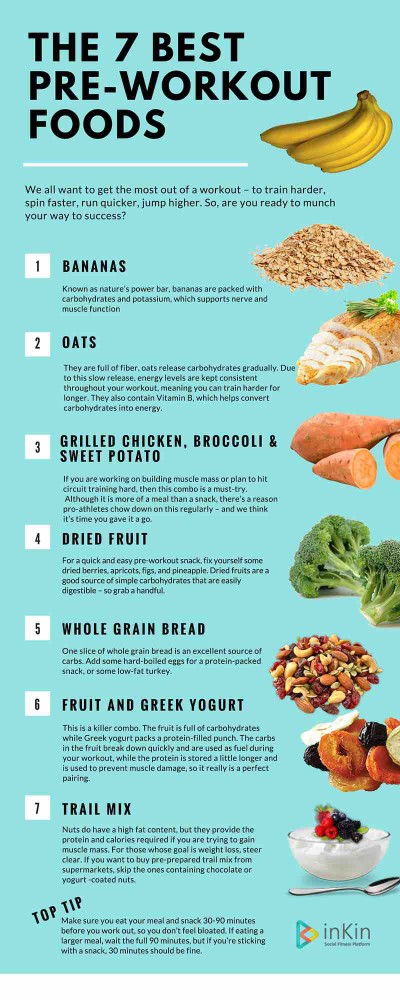 THE 7 BEST
PRE-WORKOUT
FOODS
We all want to get the most out of a workout – to train harder,
spin faster, run quicker, jump higher. So, are you ready to munch
your way to success?
1 BANANAS
Known as nature's power bar, bananas are packed with
carbohydrates and potassium, which supports nerve and
muscle function
2 OATS
They are full of fiber, oats release carbohydrates gradually. Due
to this slow release, energy levels are kept consistent
throughout your workout, meaning you can train harder for
longer. They also contain Vitamin B, which helps convert
carbohydrates into energy.
3 GRILLED CHICKEN, BROCCOLI &
SWEET POTATO
If you are working on building muscle mass or plan to hit
circuit training hard, then this combo is a must-try.
Although it is more of a meal than a snack, there's a reason
pro-athletes chow down on this regularly – and we think
it's time you gave it a go.
4 DRIED FRUIT
For a quick and easy pre-workout snack, fix yourself some
dried berries, apricots, figs, and pineapple. Dried fruits are a
good source of simple carbohydrates that are easily
digestible – so grab a handful.
5 WHOLE GRAIN BREAD
One slice of whole grain bread is an excellent source of
carbs. Add some hard-boiled eggs for a protein-packed
snack, or some low-fat turkey.
6 FRUIT AND GREEK YOGURT
This is a killer combo. The fruit is full of carbohydrates
while Greek yogurt packs a protein-filled punch. The carbs
in the fruit break down quickly and are used as fuel during
your workout, while the protein is stored a little longer and
is used to prevent muscle damage, so it really is a perfect
pairing.
7 TRAIL MIX
Nuts do have a high fat content, but they provide the
protein and calories required if you are trying to gain
muscle mass. For those whose goal is weight loss, steer
clear. If you want to buy pre-prepared trail mix from
supermarkets, skip the ones containing chocolate or
yogurt -coated nuts.
TOP TIP
Make sure you eat your meal and snack 30-90 minutes
before you work out, so you don't feel bloated. If eating a
larger meal, wait the full 90 minutes, but if you're sticking
with a snack, 30 minutes should be fine.
inKin
Social Fitness Platform